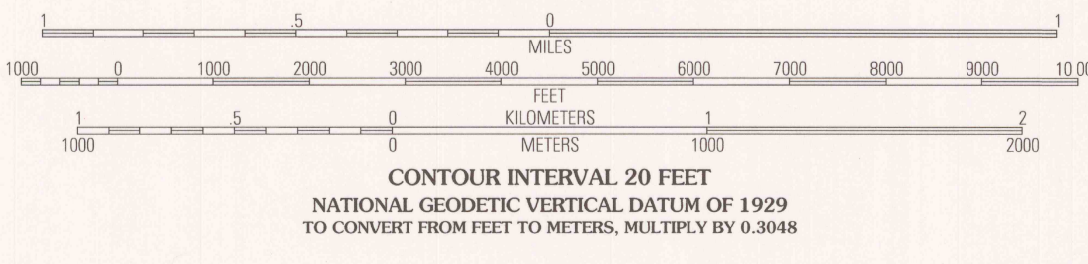 1 .5 0 1
MILES
1000 0 1000 2000 3000 4000 5000 6000 7000 8000 9000 10 00
FEET
1 .5 0 KILOMETERS 1 2
1000 0 METERS 1000 2000
CONTOUR INTERVAL 20 FEET
NATIONAL GEODETIC VERTICAL DATUM OF 1929
TO CONVERT FROM FEET TO METERS, MULTIPLY BY 0.3048